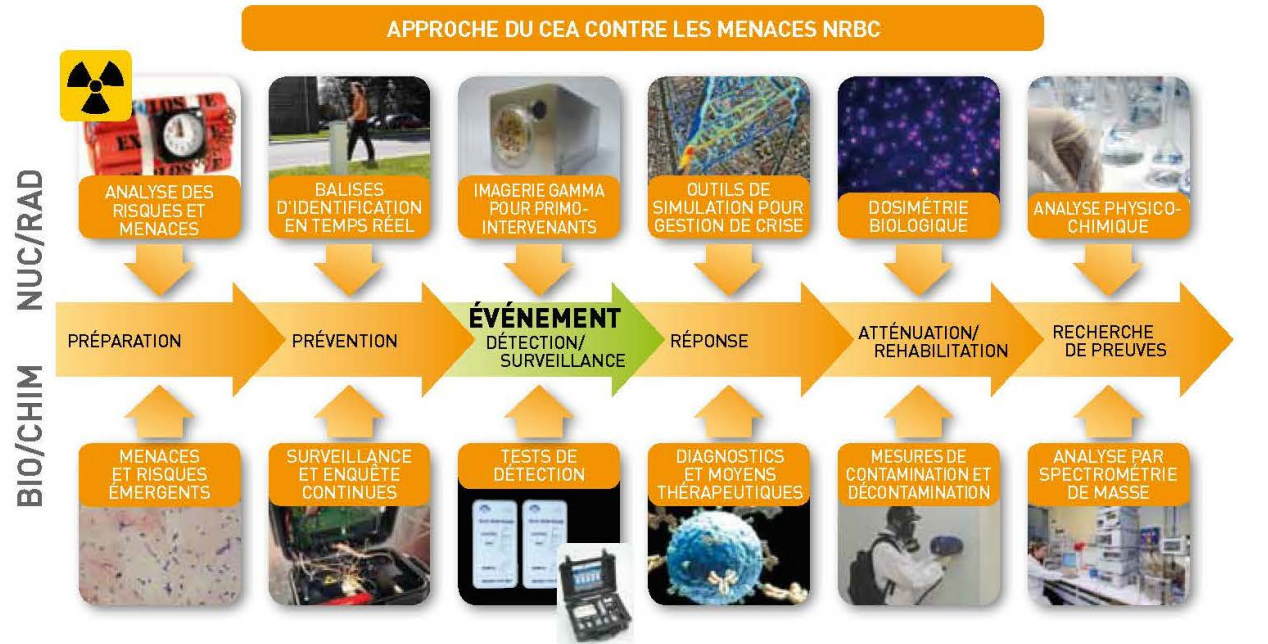 APPROCHE DU CEA CONTRE LES MENACES NRBC
NUC/RAD
ANALYSE DES
RISQUES ET
MENACES
BALISES
D'IDENTIFICATION
EN TEMPS RÉEL
IMAGERIE GAMMA
POUR PRIMO-
INTERVENANTS
OUTILS DE
SIMULATION POUR
GESTION DE CRISE
DOSIMÉTRIE
BIOLOGIQUE
ANALYSE PHYSICO-
CHIMIQUE
PRÉPARATION
PRÉVENTION
ÉVÉNEMENT
DÉTECTION/
SURVEILLANCE
RÉPONSE
ATTÉNUATION/
REHABILITATION
RECHERCHE
DE PREUVES
BIO/CHIM
MENACES
ET RISQUES
ÉMERGENTS
SURVEILLANCE
ET ENQUÊTE
CONTINUES
TESTS DE
DÉTECTION
DIAGNOSTICS
ET MOYENS
THÉRAPEUTIQUES
MESURES DE
CONTAMINATION ET
DÉCONTAMINATION
ANALYSE PAR
SPECTROMÉTRIE
DE MASSE